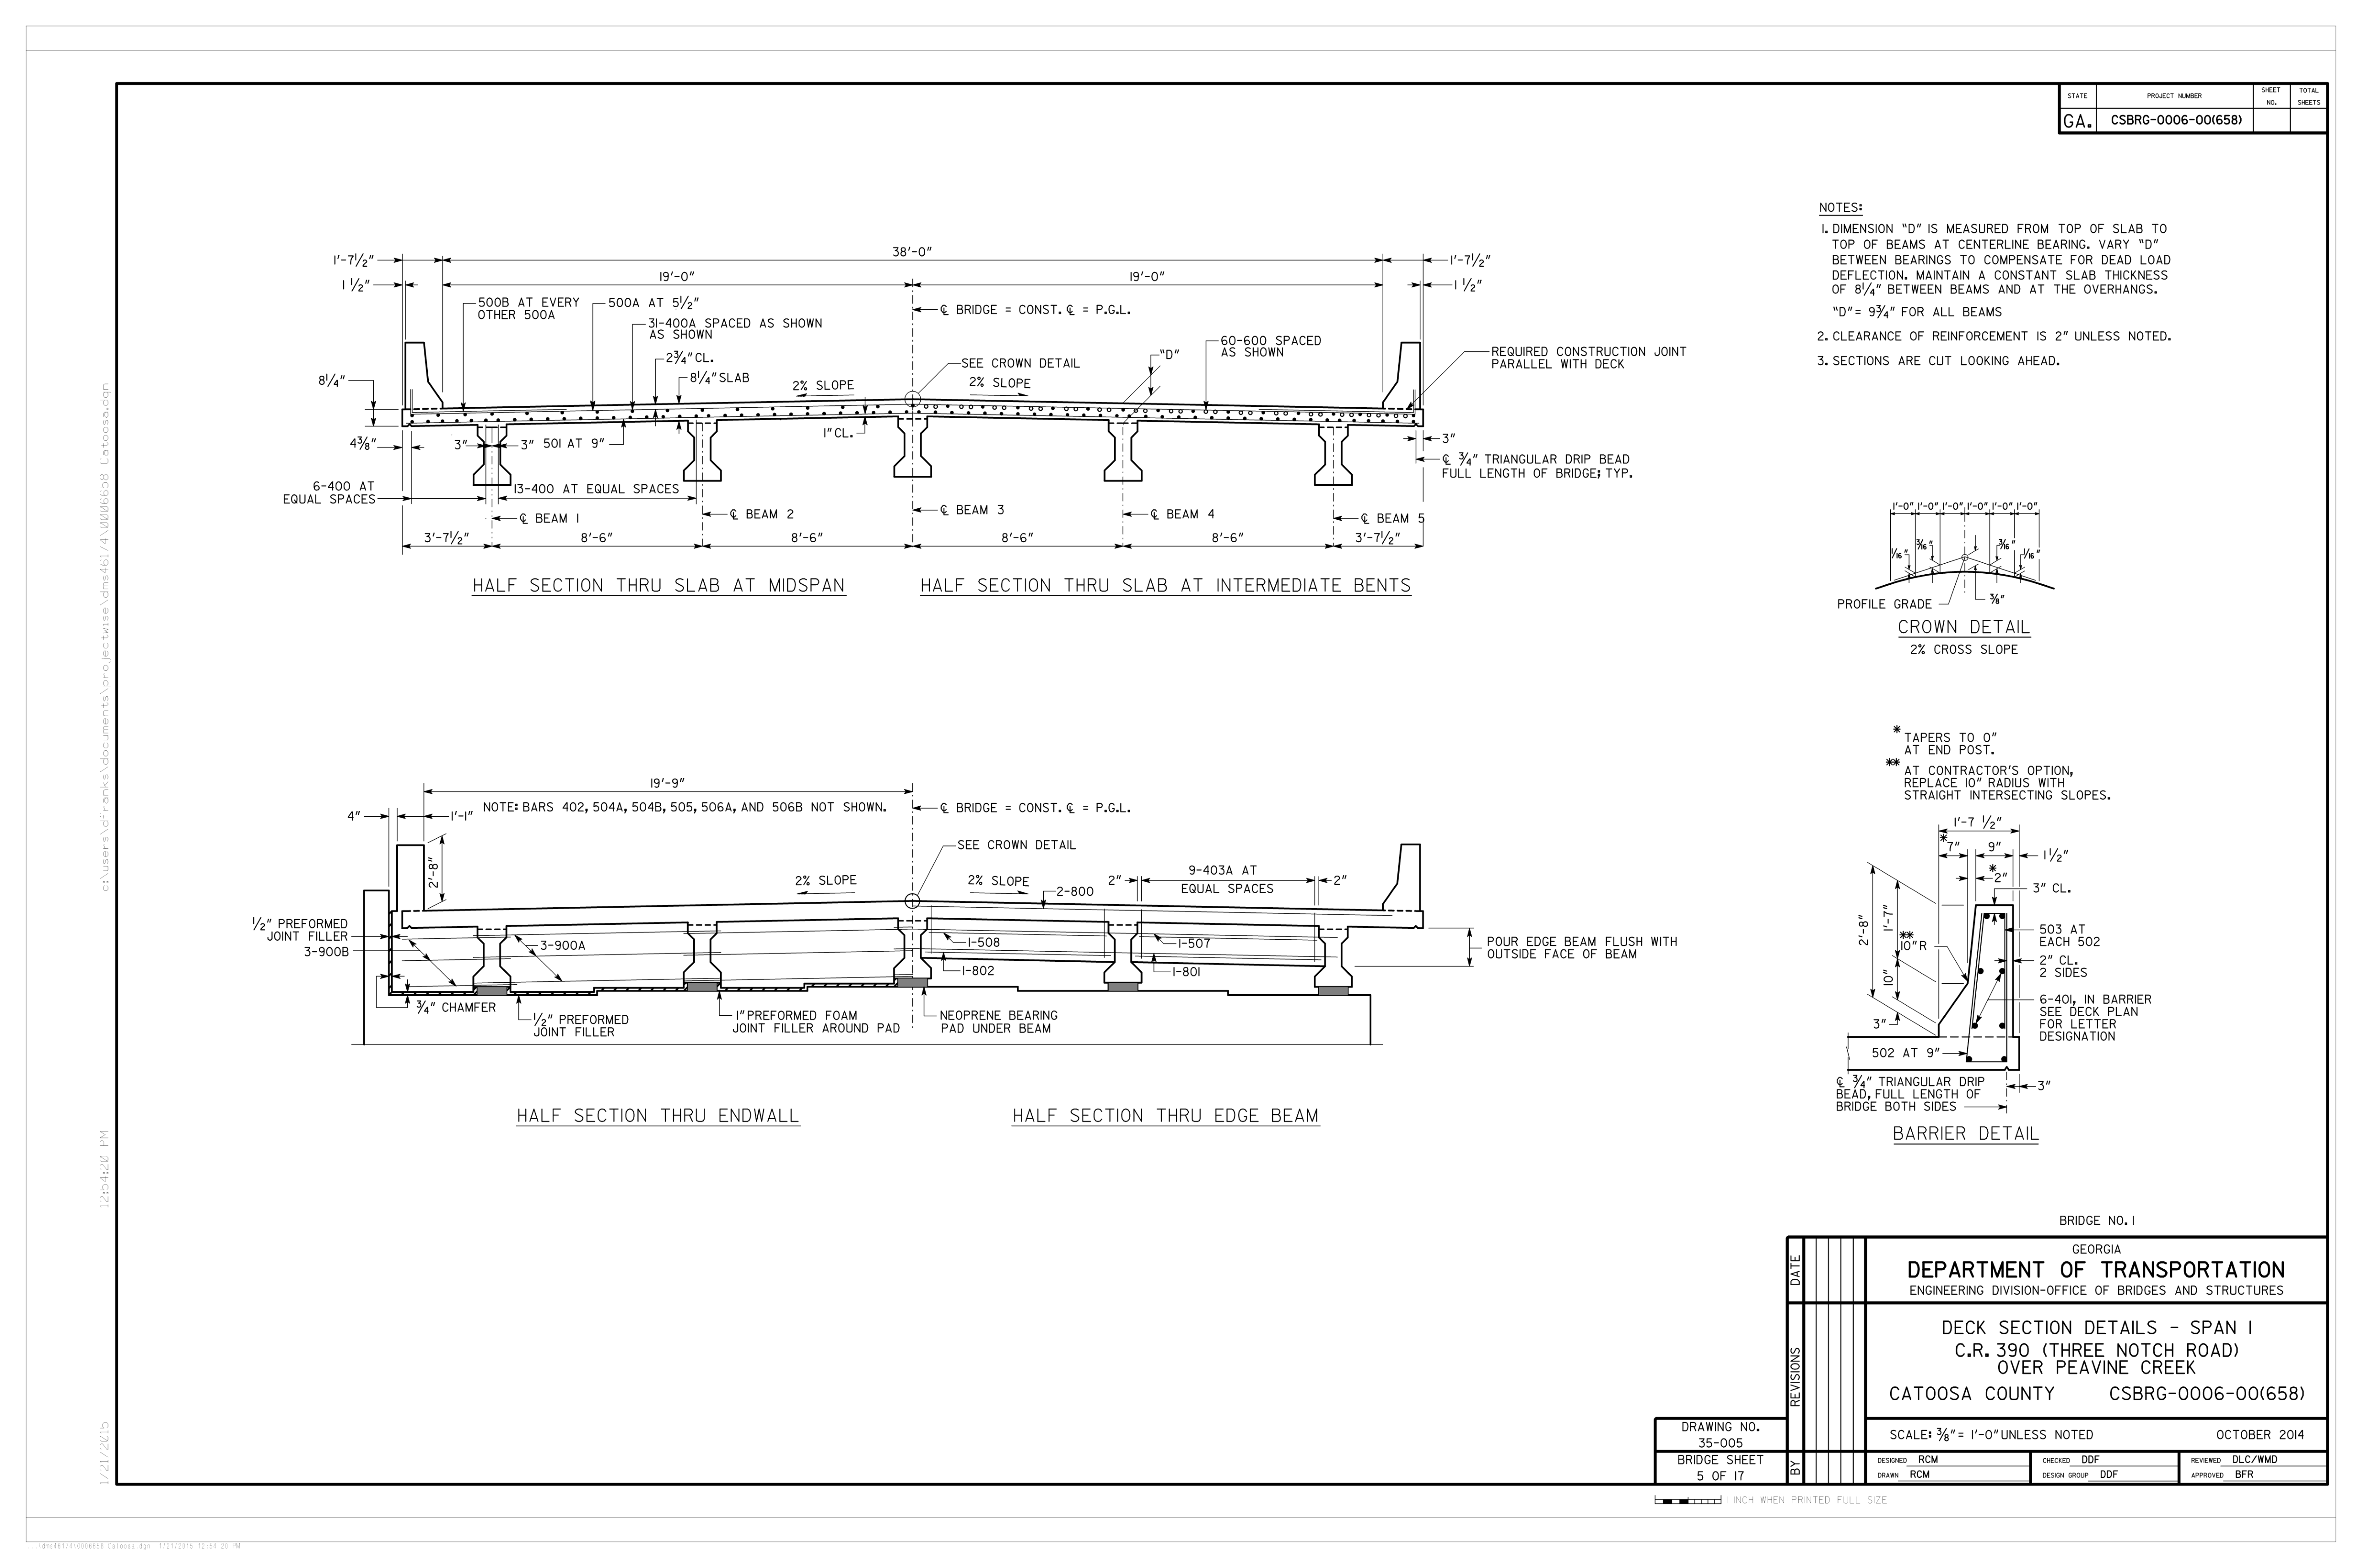 STATE
PROJECT NUMBER
SHEET NO.
TOTAL SHEETS
GA.
CSBRG-0006-00(658)
NOTES:
1. DIMENSION "D" IS MEASURED FROM TOP OF SLAB TO
TOP OF BEAMS AT CENTERLINE BEARING. VARY "D"
BETWEEN BEARINGS TO COMPENSATE FOR DEAD LOAD
DEFLECTION. MAINTAIN A CONSTANT SLAB THICKNESS
OF 8 1/4" BETWEEN BEAMS AND AT THE OVERHANGS.
"D"= 9 3/4" FOR ALL BEAMS
2. CLEARANCE OF REINFORCEMENT IS 2" UNLESS NOTED.
3. SECTIONS ARE CUT LOOKING AHEAD.
38'-0"
1'-7 1/2"
1'-7 1/2"
19'-0"
19'-0"
1 1/2"
1 1/2"
500B AT EVERY
OTHER 500A
500A AT 5 1/2"
31-400A SPACED AS SHOWN
AS SHOWN
2 3/4" CL.
8 1/4" SLAB
℄ BRIDGE = CONST. ℄ = P.G.L.
SEE CROWN DETAIL
2% SLOPE
2% SLOPE
"D"
60-600 SPACED
AS SHOWN
REQUIRED CONSTRUCTION JOINT
PARALLEL WITH DECK
8 1/4"
4 3/8"
3"
3"
501 AT 9"
1" CL.
3"
℄ 3/4" TRIANGULAR DRIP BEAD
FULL LENGTH OF BRIDGE; TYP.
6-400 AT
EQUAL SPACES
13-400 AT EQUAL SPACES
℄ BEAM 1
℄ BEAM 2
℄ BEAM 3
℄ BEAM 4
℄ BEAM 5
3'-7 1/2"
8'-6"
8'-6"
8'-6"
8'-6"
3'-7 1/2"
HALF SECTION THRU SLAB AT MIDSPAN
HALF SECTION THRU SLAB AT INTERMEDIATE BENTS
1'-0" 1'-0" 1'-0" 1'-0" 1'-0" 1'-0"
1/16"
3/16"
3/16"
1/16"
3/8"
PROFILE GRADE
CROWN DETAIL
2% CROSS SLOPE
19'-9"
4"
1'-1"
NOTE: BARS 402, 504A, 504B, 505, 506A, AND 506B NOT SHOWN.
℄ BRIDGE = CONST. ℄ = P.G.L.
2'-8"
SEE CROWN DETAIL
2% SLOPE
2% SLOPE
2-800
2"
9-403A AT
EQUAL SPACES
2"
1/2" PREFORMED
JOINT FILLER
3-900B
3-900A
1-508
1-802
1-507
1-801
POUR EDGE BEAM FLUSH WITH
OUTSIDE FACE OF BEAM
3/4" CHAMFER
1/2" PREFORMED
JOINT FILLER
1" PREFORMED FOAM
JOINT FILLER AROUND PAD
NEOPRENE BEARING
PAD UNDER BEAM
HALF SECTION THRU ENDWALL
HALF SECTION THRU EDGE BEAM
* TAPERS TO 0"
AT END POST.
** AT CONTRACTOR'S OPTION,
REPLACE 10" RADIUS WITH
STRAIGHT INTERSECTING SLOPES.
1'-7 1/2"
*
7"
9"
1 1/2"
*
2"
3" CL.
2'-8"
1'-7"
**
10"R
10"
3"
503 AT
EACH 502
2" CL.
2 SIDES
6-401, IN BARRIER
SEE DECK PLAN
FOR LETTER
DESIGNATION
502 AT 9"
℄ 3/4" TRIANGULAR DRIP
BEAD, FULL LENGTH OF
BRIDGE BOTH SIDES
3"
BARRIER DETAIL
BRIDGE NO. 1
GEORGIA
DEPARTMENT OF TRANSPORTATION
ENGINEERING DIVISION-OFFICE OF BRIDGES AND STRUCTURES
DECK SECTION DETAILS - SPAN 1
C.R. 390 (THREE NOTCH ROAD)
OVER PEAVINE CREEK
CATOOSA COUNTY CSBRG-0006-00(658)
SCALE: 3/8" = 1'-0" UNLESS NOTED
OCTOBER 2014
DESIGNED RCM
CHECKED DDF
REVIEWED DLC/WMD
DRAWN RCM
DESIGN GROUP DDF
APPROVED BFR
DATE
REVISIONS
BY
DRAWING NO.
35-005
BRIDGE SHEET
5 OF 17
1 INCH WHEN PRINTED FULL SIZE
c:\users\dfranks\documents\projectwise\dms46174\0006658 Catoosa.dgn
12:54:20 PM
1/21/2015
...\dms46174\0006658 Catoosa.dgn 1/21/2015 12:54:20 PM